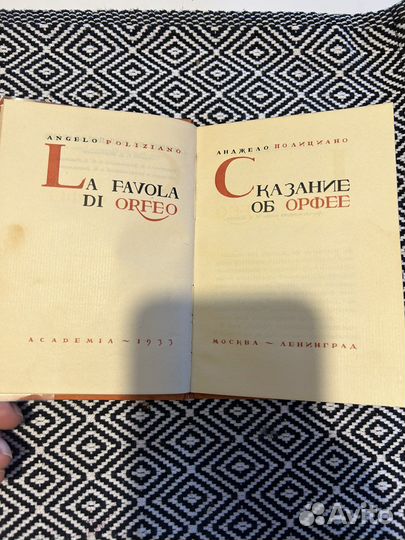 ANGELO POLIZIANO
LA FAVOLA
DI ORFEO
ACADEMIA ~ 1933
АНДЖЕЛО ПОЛИЦИАНО
СКАЗАНИЕ
ОБ ОРФЕЕ
МОСКВА ~ ЛЕНИНГРАД
Avito